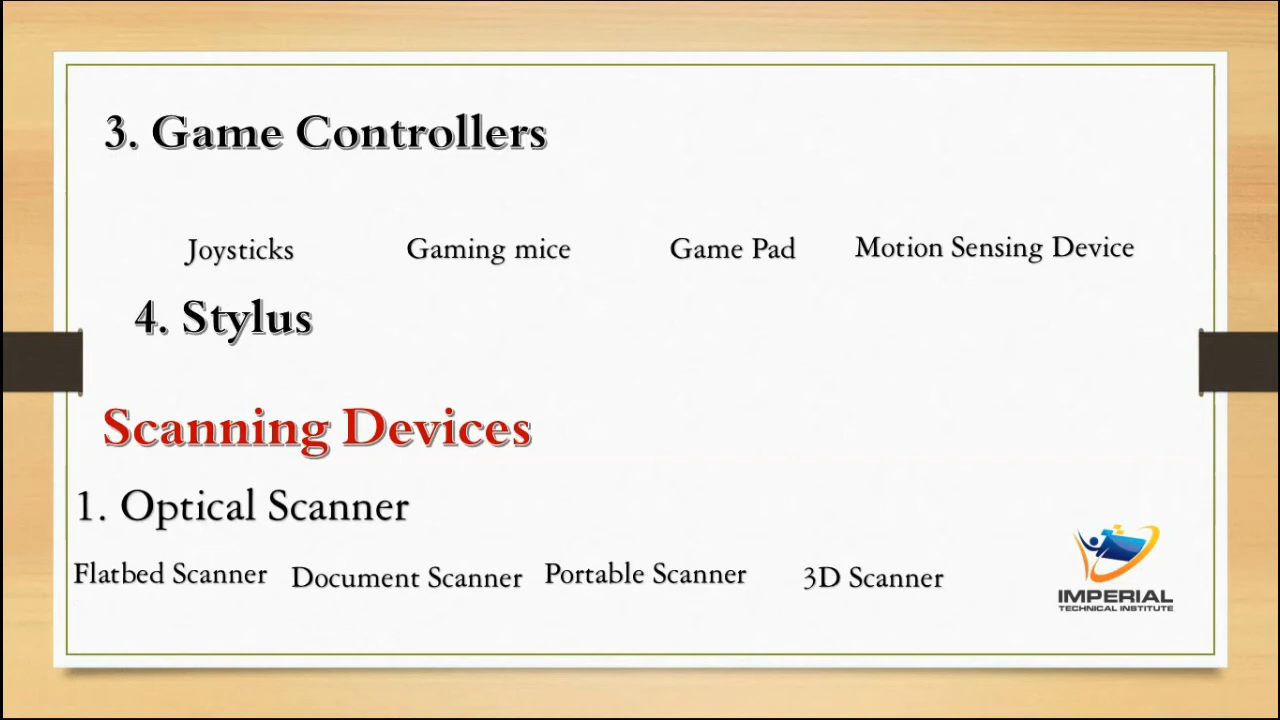 3. Game Controllers
Joysticks Gaming mice Game Pad Motion Sensing Device
4. Stylus
Scanning Devices
1. Optical Scanner
Flatbed Scanner Document Scanner Portable Scanner 3D Scanner
IMPERIAL
TECHNICAL INSTITUTE